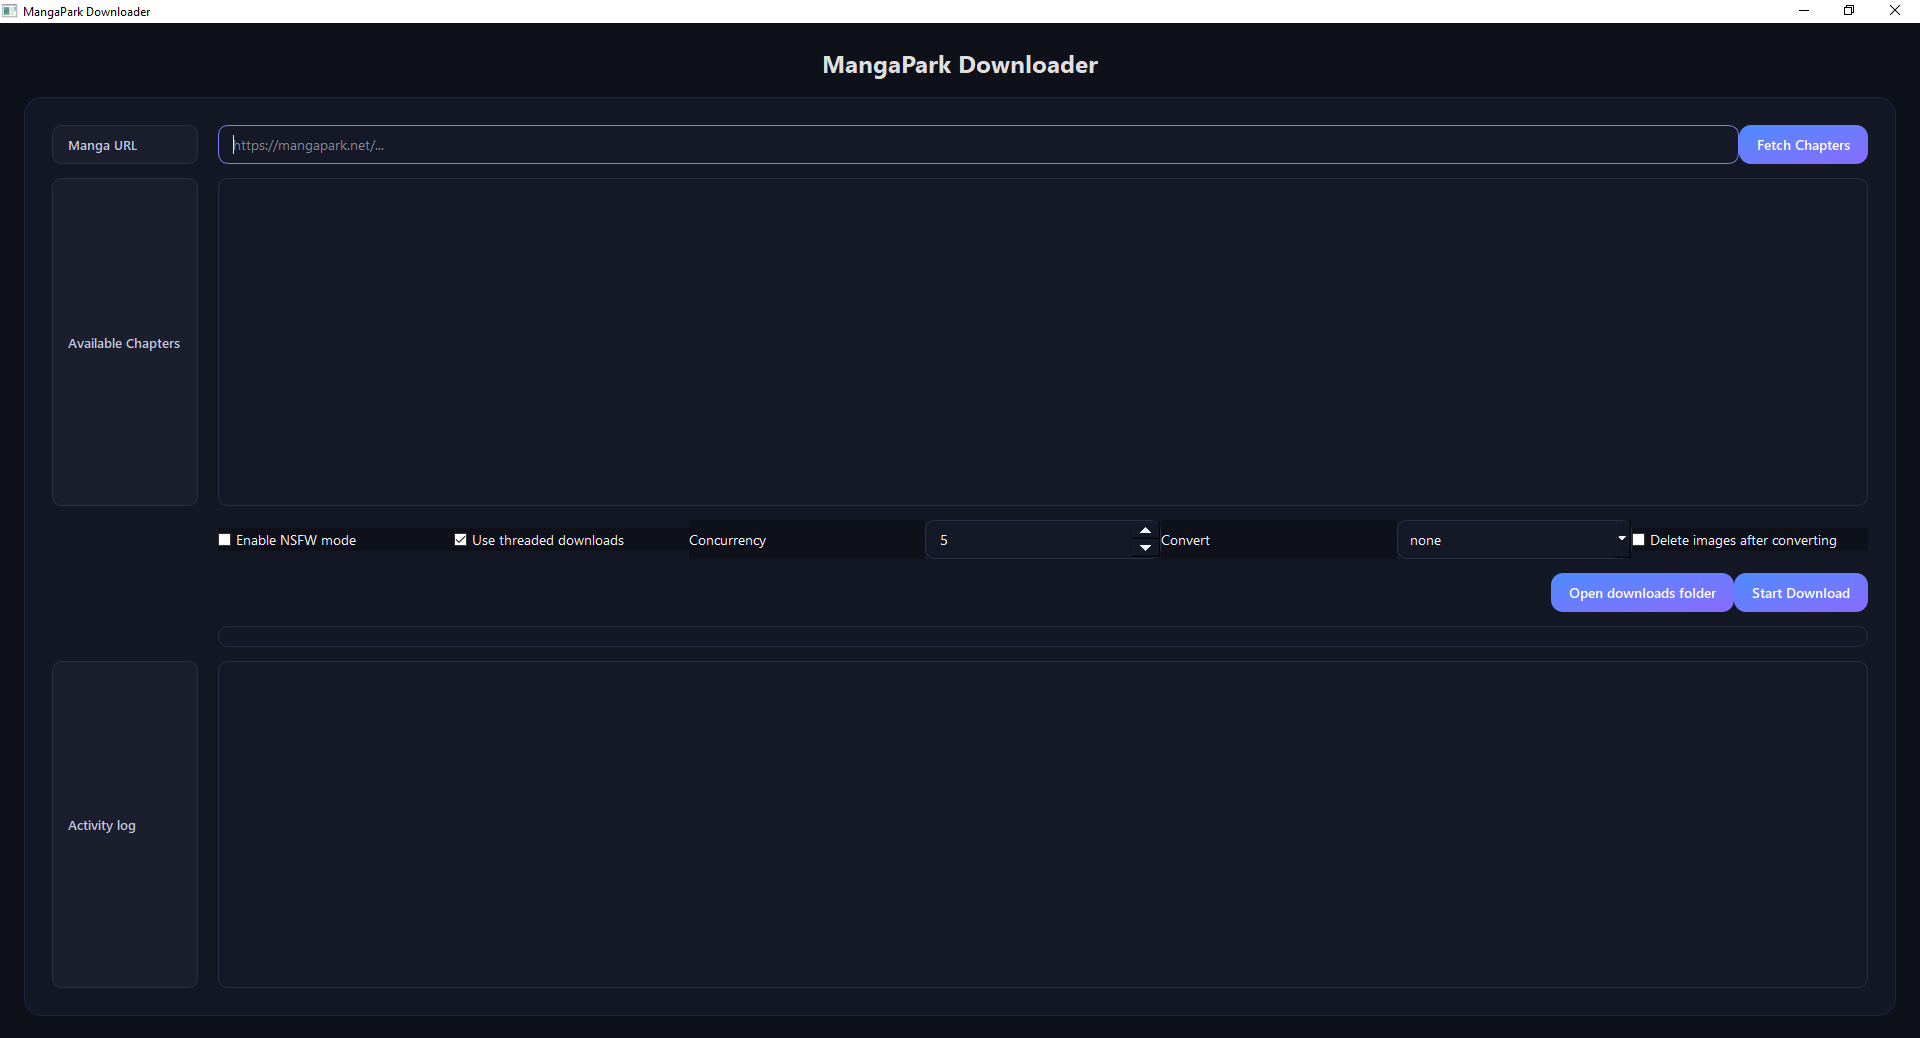 MangaPark Downloader
MangaPark Downloader
Manga URL
https://mangapark.net/...
Fetch Chapters
Available Chapters
Enable NSFW mode
Use threaded downloads
Concurrency
5
Convert
none
Delete images after converting
Open downloads folder
Start Download
Activity log